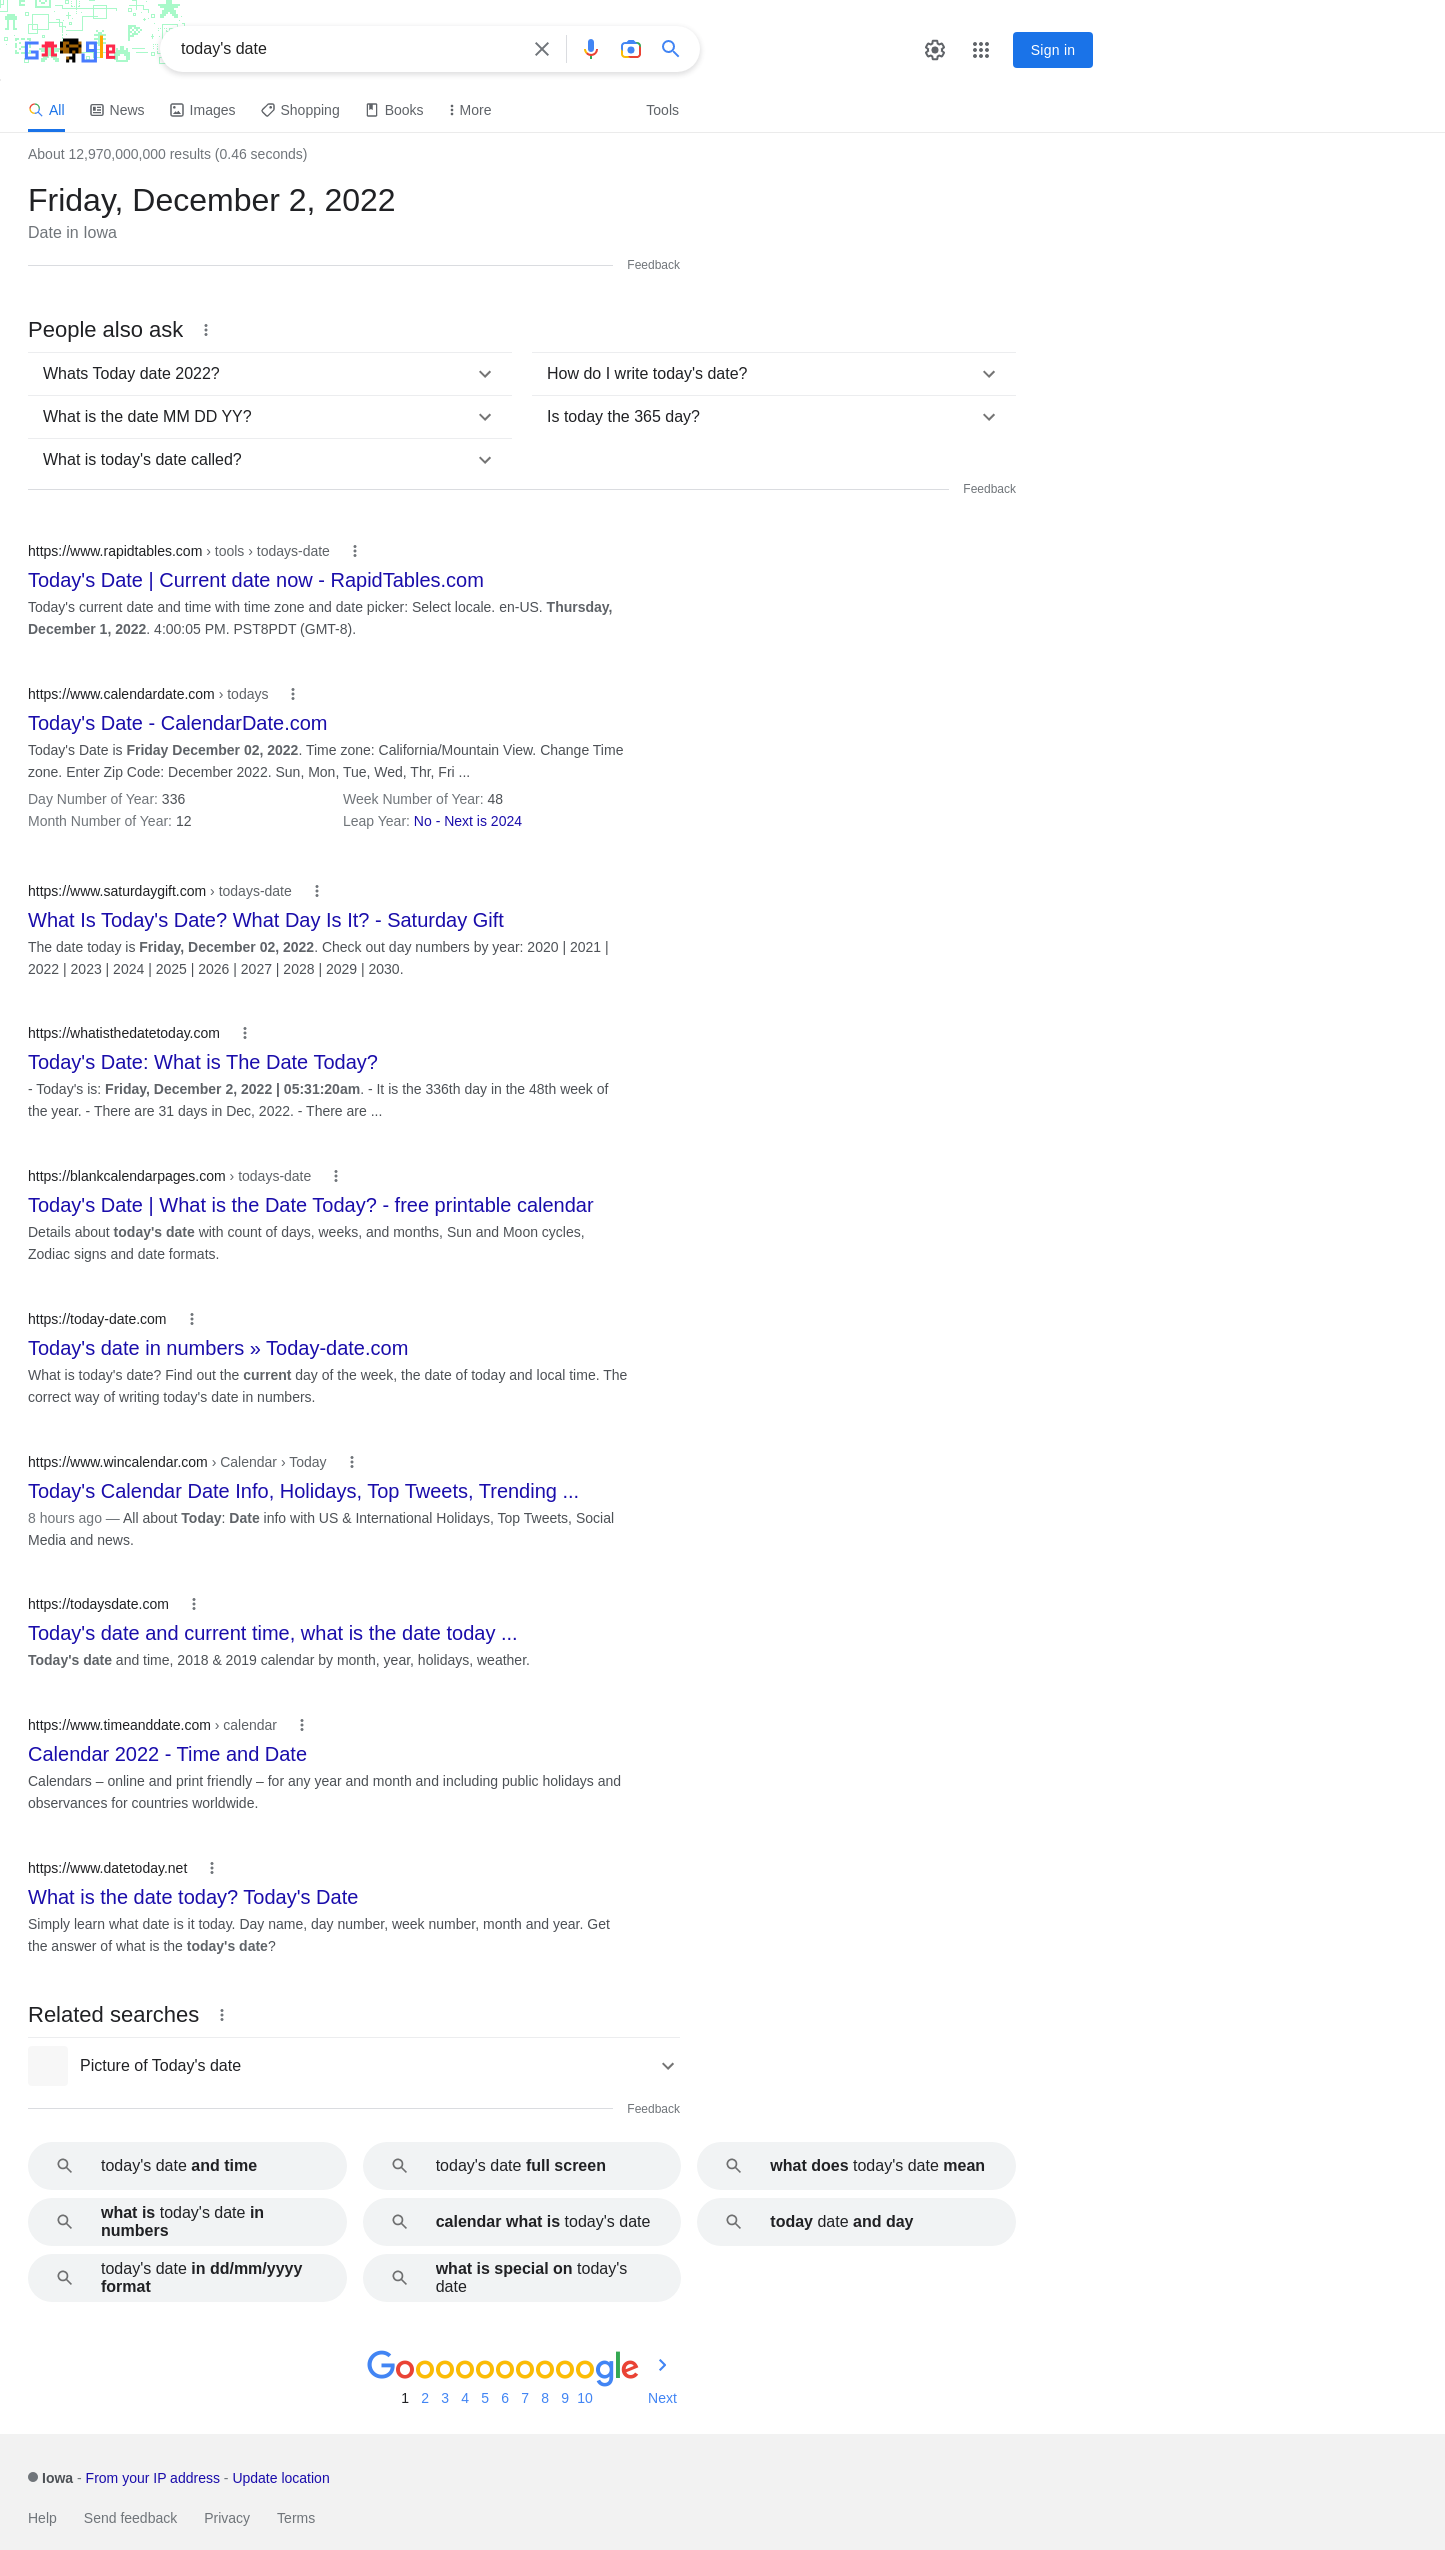 Google
today's date
Sign in
All
News
Images
Shopping
Books
More
Tools
About 12,970,000,000 results (0.46 seconds)
Friday, December 2, 2022
Date in Iowa
Feedback
People also ask
Whats Today date 2022?
How do I write today's date?
What is the date MM DD YY?
Is today the 365 day?
What is today's date called?
Feedback
https://www.rapidtables.com › tools › todays-date
Today's Date | Current date now - RapidTables.com
Today's current date and time with time zone and date picker: Select locale. en-US. Thursday,
December 1, 2022. 4:00:05 PM. PST8PDT (GMT-8).
https://www.calendardate.com › todays
Today's Date - CalendarDate.com
Today's Date is Friday December 02, 2022. Time zone: California/Mountain View. Change Time
zone. Enter Zip Code: December 2022. Sun, Mon, Tue, Wed, Thr, Fri ...
Day Number of Year: 336
Week Number of Year: 48
Month Number of Year: 12
Leap Year: No - Next is 2024
https://www.saturdaygift.com › todays-date
What Is Today's Date? What Day Is It? - Saturday Gift
The date today is Friday, December 02, 2022. Check out day numbers by year: 2020 | 2021 |
2022 | 2023 | 2024 | 2025 | 2026 | 2027 | 2028 | 2029 | 2030.
https://whatisthedatetoday.com
Today's Date: What is The Date Today?
- Today's is: Friday, December 2, 2022 | 05:31:20am. - It is the 336th day in the 48th week of
the year. - There are 31 days in Dec, 2022. - There are ...
https://blankcalendarpages.com › todays-date
Today's Date | What is the Date Today? - free printable calendar
Details about today's date with count of days, weeks, and months, Sun and Moon cycles,
Zodiac signs and date formats.
https://today-date.com
Today's date in numbers » Today-date.com
What is today's date? Find out the current day of the week, the date of today and local time. The
correct way of writing today's date in numbers.
https://www.wincalendar.com › Calendar › Today
Today's Calendar Date Info, Holidays, Top Tweets, Trending ...
8 hours ago — All about Today: Date info with US & International Holidays, Top Tweets, Social
Media and news.
https://todaysdate.com
Today's date and current time, what is the date today ...
Today's date and time, 2018 & 2019 calendar by month, year, holidays, weather.
https://www.timeanddate.com › calendar
Calendar 2022 - Time and Date
Calendars – online and print friendly – for any year and month and including public holidays and
observances for countries worldwide.
https://www.datetoday.net
What is the date today? Today's Date
Simply learn what date is it today. Day name, day number, week number, month and year. Get
the answer of what is the today's date?
Related searches
Picture of Today's date
Feedback
today's date and time
today's date full screen
what does today's date mean
what is today's date in
numbers
calendar what is today's date
today date and day
today's date in dd/mm/yyyy
format
what is special on today's
date
Goooooooooogle
1 2 3 4 5 6 7 8 9 10 Next
Iowa - From your IP address - Update location
Help Send feedback Privacy Terms